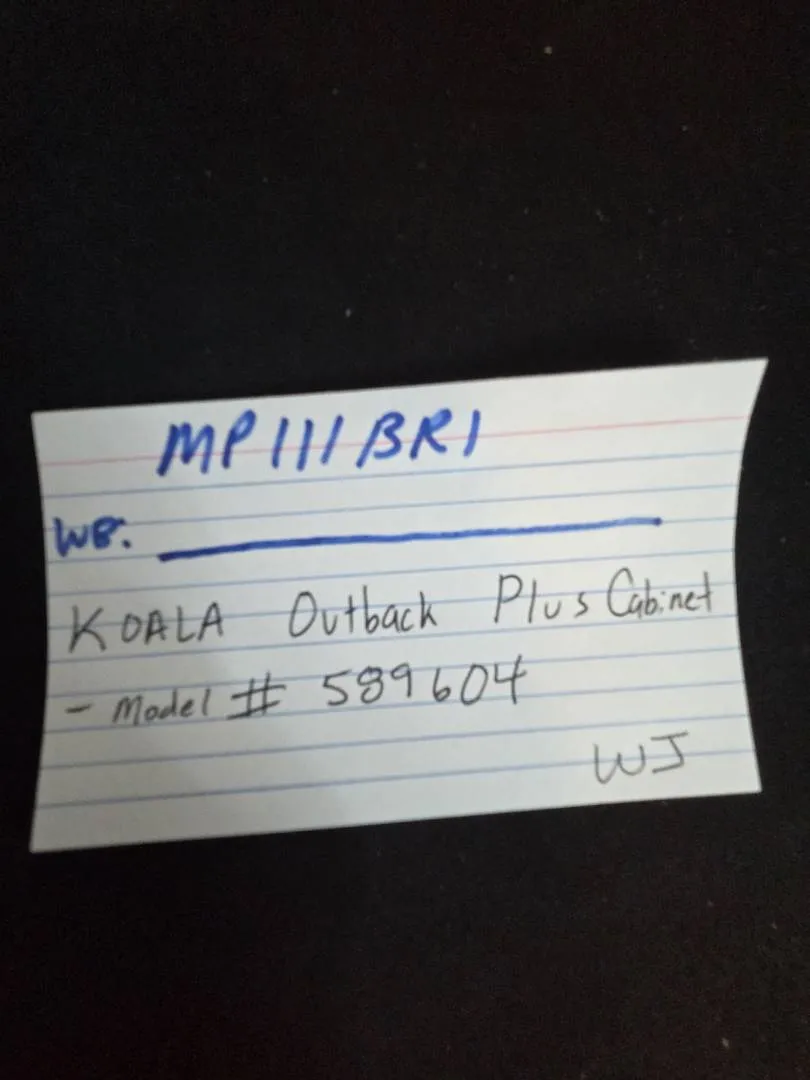 MP111BR1
WB:
KOALA Outback Plus Cabinet
- Model # 589604
WJ